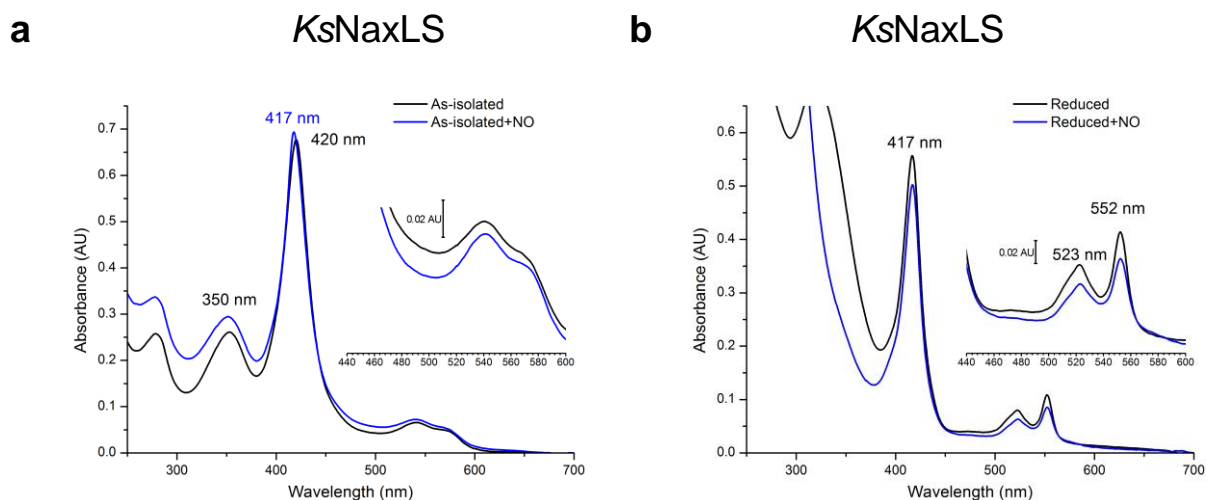 a
KsNaxLS
As-isolated
As-isolated+NO
417 nm
420 nm
350 nm
0.02 AU
440 460 480 500 520 540 560 580 600
0.7
0.6
0.5
0.4
0.3
0.2
0.1
0.0
Absorbance (AU)
300 400 500 600 700
Wavelength (nm)
b
KsNaxLS
Reduced
Reduced+NO
417 nm
552 nm
523 nm
0.02 AU
440 460 480 500 520 540 560 580 600
0.6
0.5
0.4
0.3
0.2
0.1
0.0
Absorbance (AU)
300 400 500 600 700
Wavelength (nm)